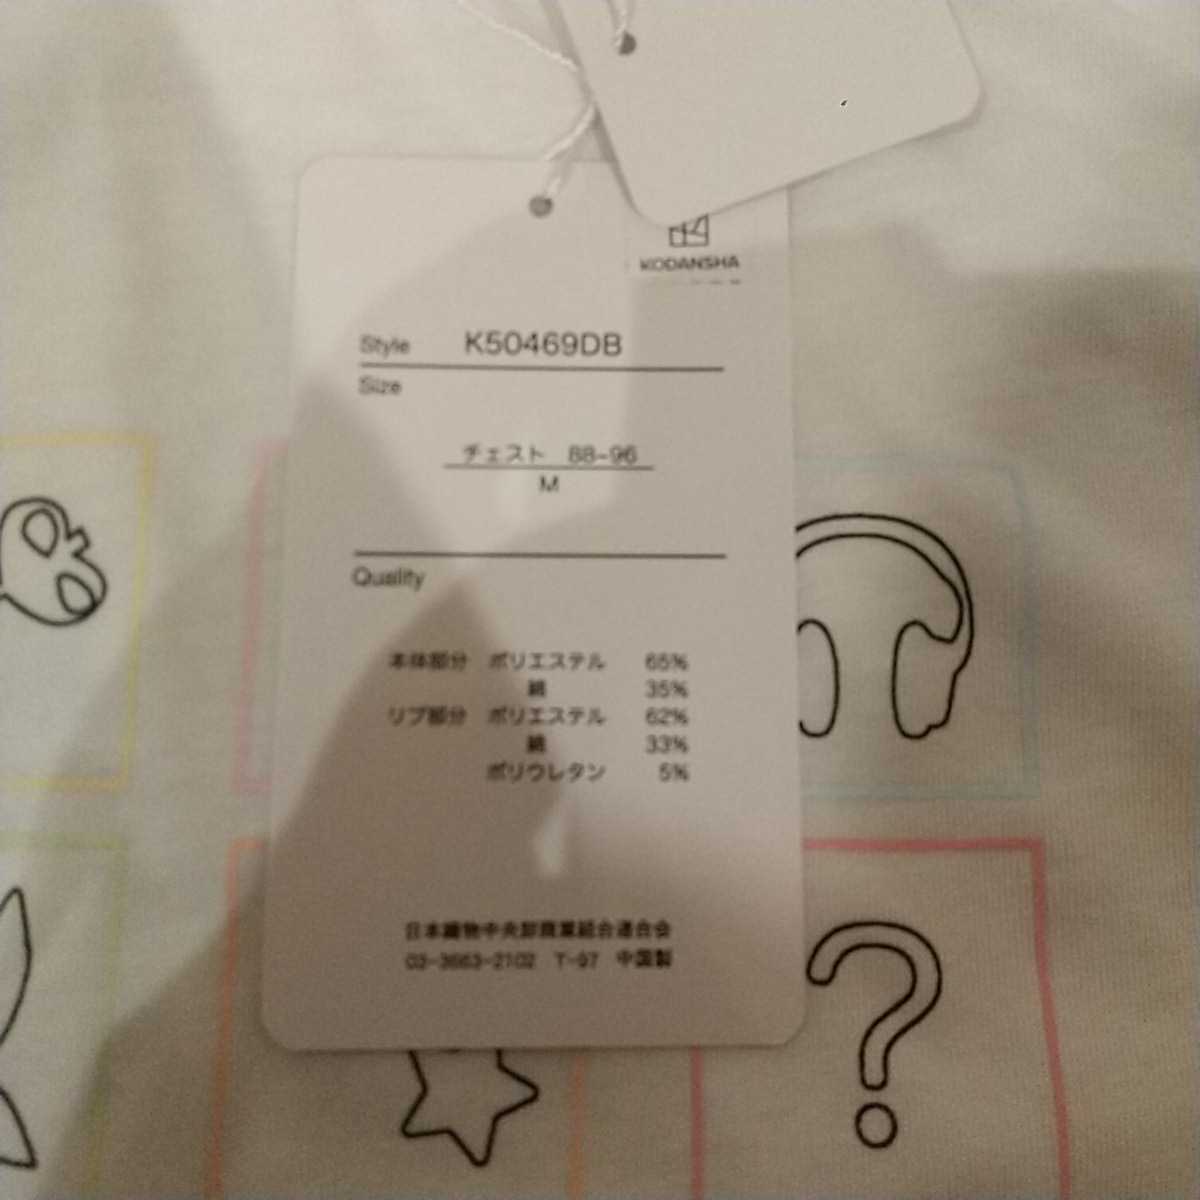 KODANSHA
Style K50469DB
Size
チェスト 88-96
M
Quality
本体部分 ポリエステル 65%
綿 35%
リブ部分 ポリエステル 62%
綿 33%
ポリウレタン 5%
日本織物中央卸商業組合連合会
03-3663-2102 T-97 中国製
?